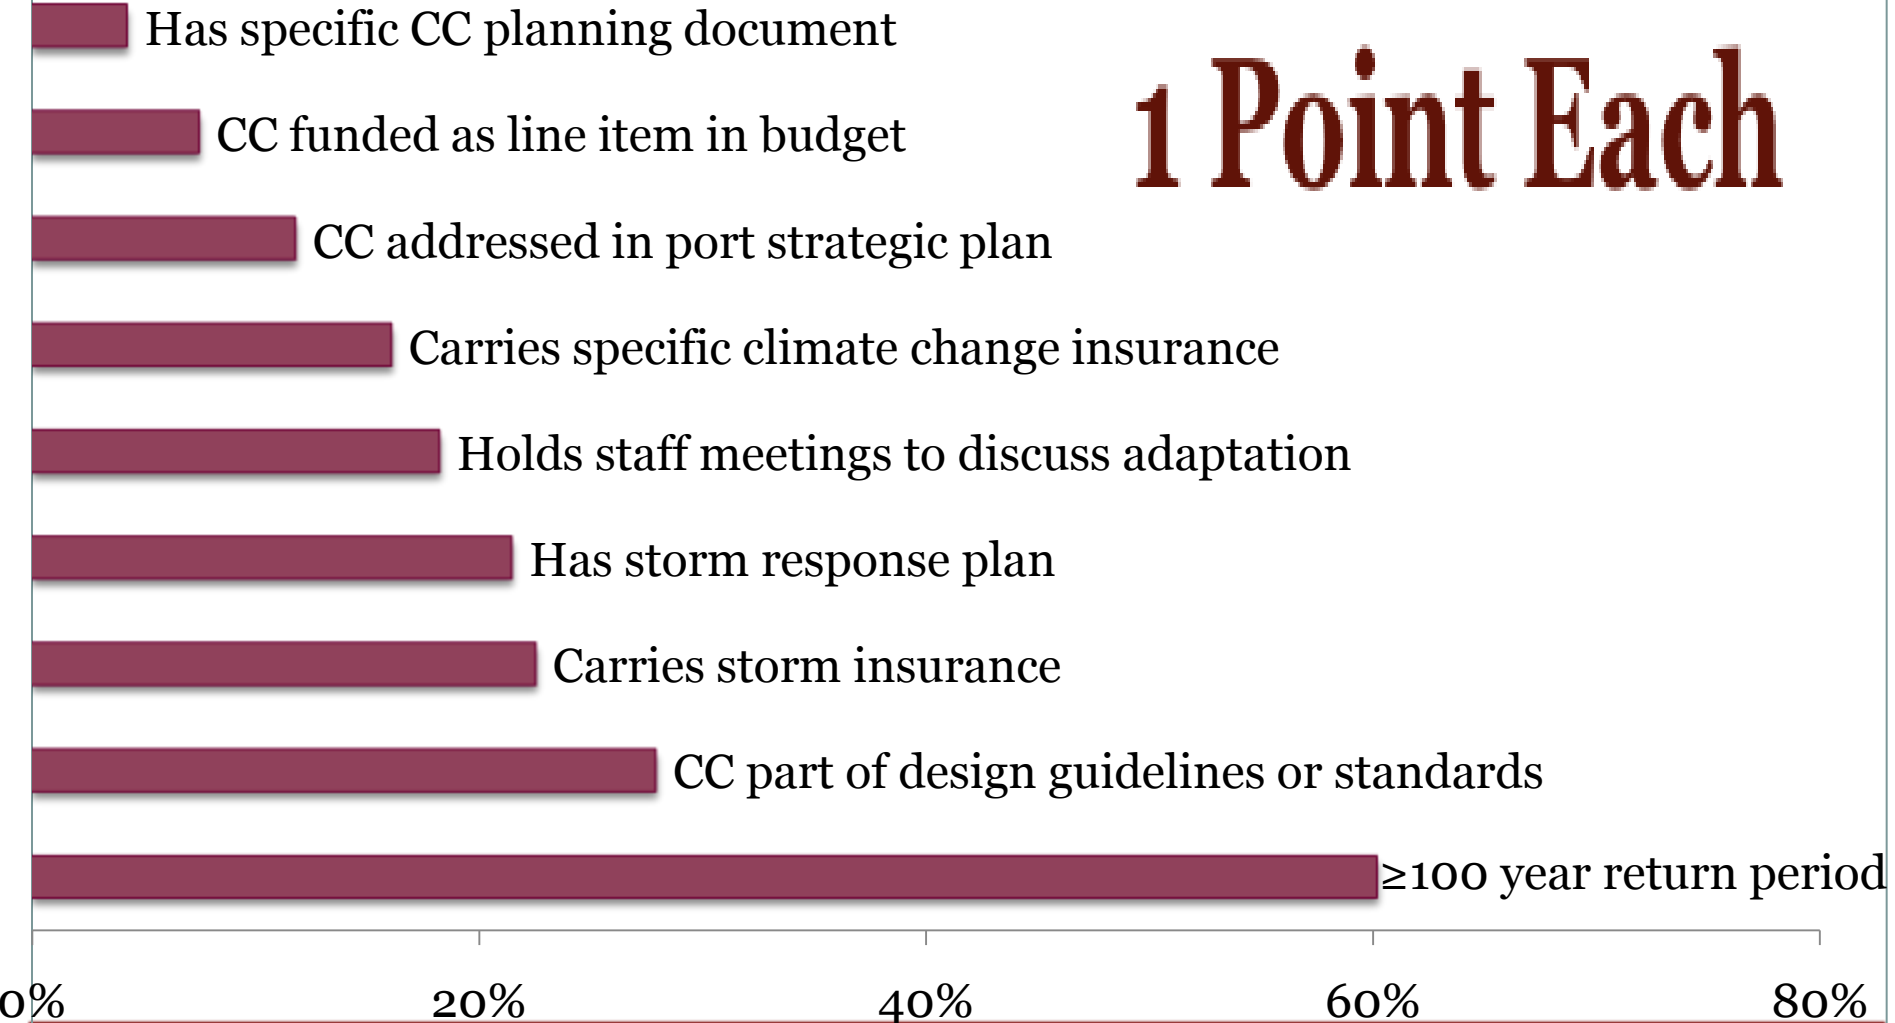 Has specific CC planning document
1 Point Each
CC funded as line item in budget
CC addressed in port strategic plan
Carries specific climate change insurance
Holds staff meetings to discuss adaptation
Has storm response plan
Carries storm insurance
CC part of design guidelines or standards
≥100 year return period
0% 20% 40% 60% 80%